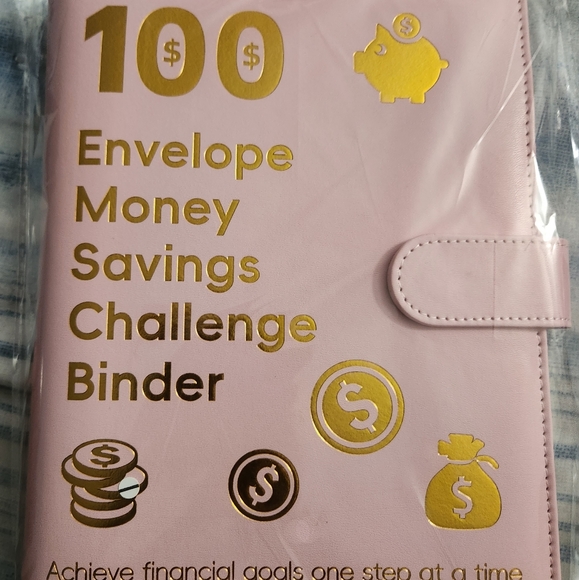 100
Envelope
Money
Savings
Challenge
Binder
Achieve financial goals one step at a time